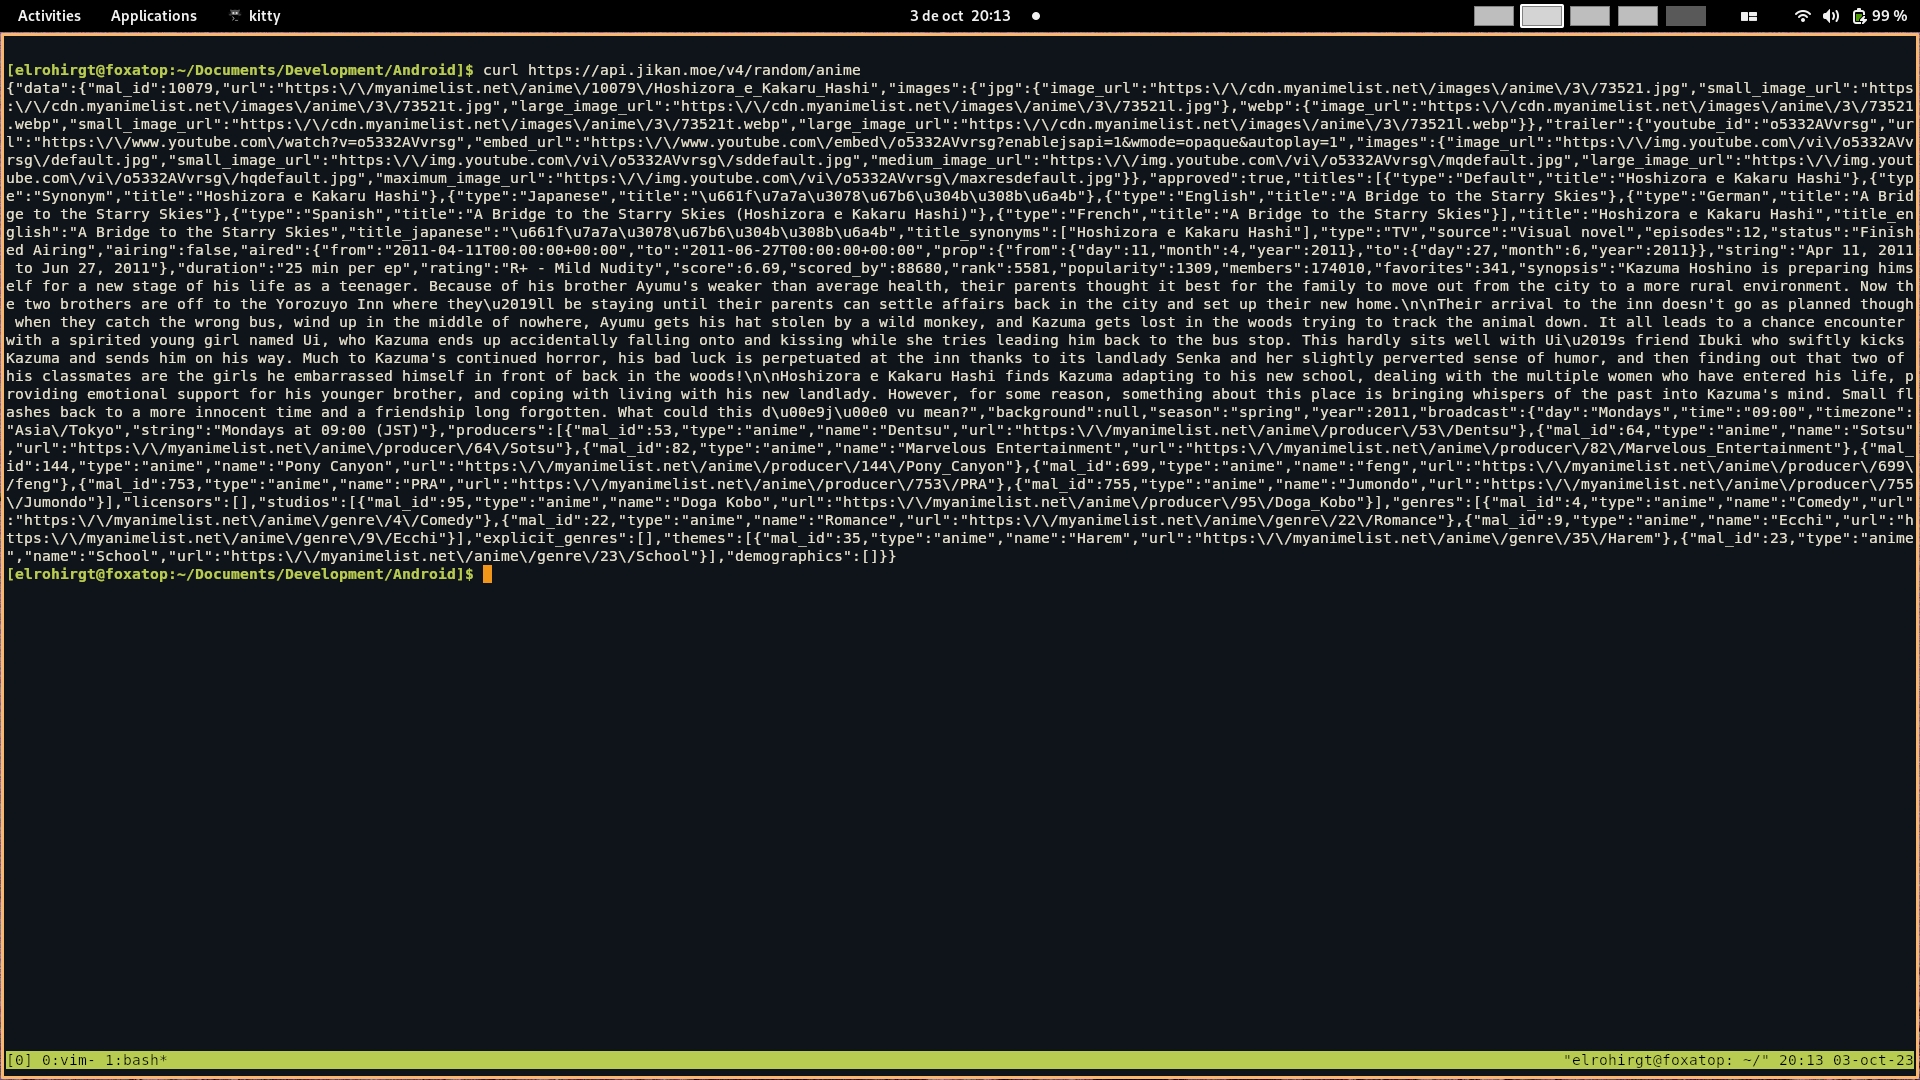 Activities Applications kitty 3 de oct 20:13 99 %
[elrohirgt@foxatop:~/Documents/Development/Android]$ curl https://api.jikan.moe/v4/random/anime
{"data":{"mal_id":10079,"url":"https:\/\/myanimelist.net\/anime\/10079\/Hoshizora_e_Kakaru_Hashi","images":{"jpg":{"image_url":"https:\/\/cdn.myanimelist.net\/images\/anime\/3\/73521.jpg","small_image_url":"https
:\/\/cdn.myanimelist.net\/images\/anime\/3\/73521t.jpg","large_image_url":"https:\/\/cdn.myanimelist.net\/images\/anime\/3\/73521l.jpg"},"webp":{"image_url":"https:\/\/cdn.myanimelist.net\/images\/anime\/3\/73521
.webp","small_image_url":"https:\/\/cdn.myanimelist.net\/images\/anime\/3\/73521t.webp","large_image_url":"https:\/\/cdn.myanimelist.net\/images\/anime\/3\/73521l.webp"}},"trailer":{"youtube_id":"o5332AVvrsg","ur
l":"https:\/\/www.youtube.com\/watch?v=o5332AVvrsg","embed_url":"https:\/\/www.youtube.com\/embed\/o5332AVvrsg?enablejsapi=1&wmode=opaque&autoplay=1","images":{"image_url":"https:\/\/img.youtube.com\/vi\/o5332AVv
rsg\/default.jpg","small_image_url":"https:\/\/img.youtube.com\/vi\/o5332AVvrsg\/sddefault.jpg","medium_image_url":"https:\/\/img.youtube.com\/vi\/o5332AVvrsg\/mqdefault.jpg","large_image_url":"https:\/\/img.yout
ube.com\/vi\/o5332AVvrsg\/hqdefault.jpg","maximum_image_url":"https:\/\/img.youtube.com\/vi\/o5332AVvrsg\/maxresdefault.jpg"}},"approved":true,"titles":[{"type":"Default","title":"Hoshizora e Kakaru Hashi"},{"typ
e":"Synonym","title":"Hoshizora e Kakaru Hashi"},{"type":"Japanese","title":"\u661f\u7a7a\u3078\u67b6\u304b\u308b\u6a4b"},{"type":"English","title":"A Bridge to the Starry Skies"},{"type":"German","title":"A Brid
ge to the Starry Skies"},{"type":"Spanish","title":"A Bridge to the Starry Skies (Hoshizora e Kakaru Hashi)"},{"type":"French","title":"A Bridge to the Starry Skies"}],"title":"Hoshizora e Kakaru Hashi","title_en
glish":"A Bridge to the Starry Skies","title_japanese":"\u661f\u7a7a\u3078\u67b6\u304b\u308b\u6a4b","title_synonyms":["Hoshizora e Kakaru Hashi"],"type":"TV","source":"Visual novel","episodes":12,"status":"Finish
ed Airing","airing":false,"aired":{"from":"2011-04-11T00:00:00+00:00","to":"2011-06-27T00:00:00+00:00","prop":{"from":{"day":11,"month":4,"year":2011},"to":{"day":27,"month":6,"year":2011}},"string":"Apr 11, 2011
 to Jun 27, 2011"},"duration":"25 min per ep","rating":"R+ - Mild Nudity","score":6.69,"scored_by":88680,"rank":5581,"popularity":1309,"members":174010,"favorites":341,"synopsis":"Kazuma Hoshino is preparing hims
elf for a new stage of his life as a teenager. Because of his brother Ayumu's weaker than average health, their parents thought it best for the family to move out from the city to a more rural environment. Now th
e two brothers are off to the Yorozuyo Inn where they\u2019ll be staying until their parents can settle affairs back in the city and set up their new home.\n\nTheir arrival to the inn doesn't go as planned though
 when they catch the wrong bus, wind up in the middle of nowhere, Ayumu gets his hat stolen by a wild monkey, and Kazuma gets lost in the woods trying to track the animal down. It all leads to a chance encounter
with a spirited young girl named Ui, who Kazuma ends up accidentally falling onto and kissing while she tries leading him back to the bus stop. This hardly sits well with Ui\u2019s friend Ibuki who swiftly kicks
Kazuma and sends him on his way. Much to Kazuma's continued horror, his bad luck is perpetuated at the inn thanks to its landlady Senka and her slightly perverted sense of humor, and then finding out that two of
his classmates are the girls he embarrassed himself in front of back in the woods!\n\nHoshizora e Kakaru Hashi finds Kazuma adapting to his new school, dealing with the multiple women who have entered his life, p
roviding emotional support for his younger brother, and coping with living with his new landlady. However, for some reason, something about this place is bringing whispers of the past into Kazuma's mind. Small fl
ashes back to a more innocent time and a friendship long forgotten. What could this d\u00e9j\u00e0 vu mean?","background":null,"season":"spring","year":2011,"broadcast":{"day":"Mondays","time":"09:00","timezone":
"Asia\/Tokyo","string":"Mondays at 09:00 (JST)"},"producers":[{"mal_id":53,"type":"anime","name":"Dentsu","url":"https:\/\/myanimelist.net\/anime\/producer\/53\/Dentsu"},{"mal_id":64,"type":"anime","name":"Sotsu"
,"url":"https:\/\/myanimelist.net\/anime\/producer\/64\/Sotsu"},{"mal_id":82,"type":"anime","name":"Marvelous Entertainment","url":"https:\/\/myanimelist.net\/anime\/producer\/82\/Marvelous_Entertainment"},{"mal_
id":144,"type":"anime","name":"Pony Canyon","url":"https:\/\/myanimelist.net\/anime\/producer\/144\/Pony_Canyon"},{"mal_id":699,"type":"anime","name":"feng","url":"https:\/\/myanimelist.net\/anime\/producer\/699\
/feng"},{"mal_id":753,"type":"anime","name":"PRA","url":"https:\/\/myanimelist.net\/anime\/producer\/753\/PRA"},{"mal_id":755,"type":"anime","name":"Jumondo","url":"https:\/\/myanimelist.net\/anime\/producer\/755
\/Jumondo"}],"licensors":[],"studios":[{"mal_id":95,"type":"anime","name":"Doga Kobo","url":"https:\/\/myanimelist.net\/anime\/producer\/95\/Doga_Kobo"}],"genres":[{"mal_id":4,"type":"anime","name":"Comedy","url"
:"https:\/\/myanimelist.net\/anime\/genre\/4\/Comedy"},{"mal_id":22,"type":"anime","name":"Romance","url":"https:\/\/myanimelist.net\/anime\/genre\/22\/Romance"},{"mal_id":9,"type":"anime","name":"Ecchi","url":"h
ttps:\/\/myanimelist.net\/anime\/genre\/9\/Ecchi"}],"explicit_genres":[],"themes":[{"mal_id":35,"type":"anime","name":"Harem","url":"https:\/\/myanimelist.net\/anime\/genre\/35\/Harem"},{"mal_id":23,"type":"anime
","name":"School","url":"https:\/\/myanimelist.net\/anime\/genre\/23\/School"}],"demographics":[]}}
[elrohirgt@foxatop:~/Documents/Development/Android]$
[0] 0:vim- 1:bash* "elrohirgt@foxatop: ~/" 20:13 03-oct-23